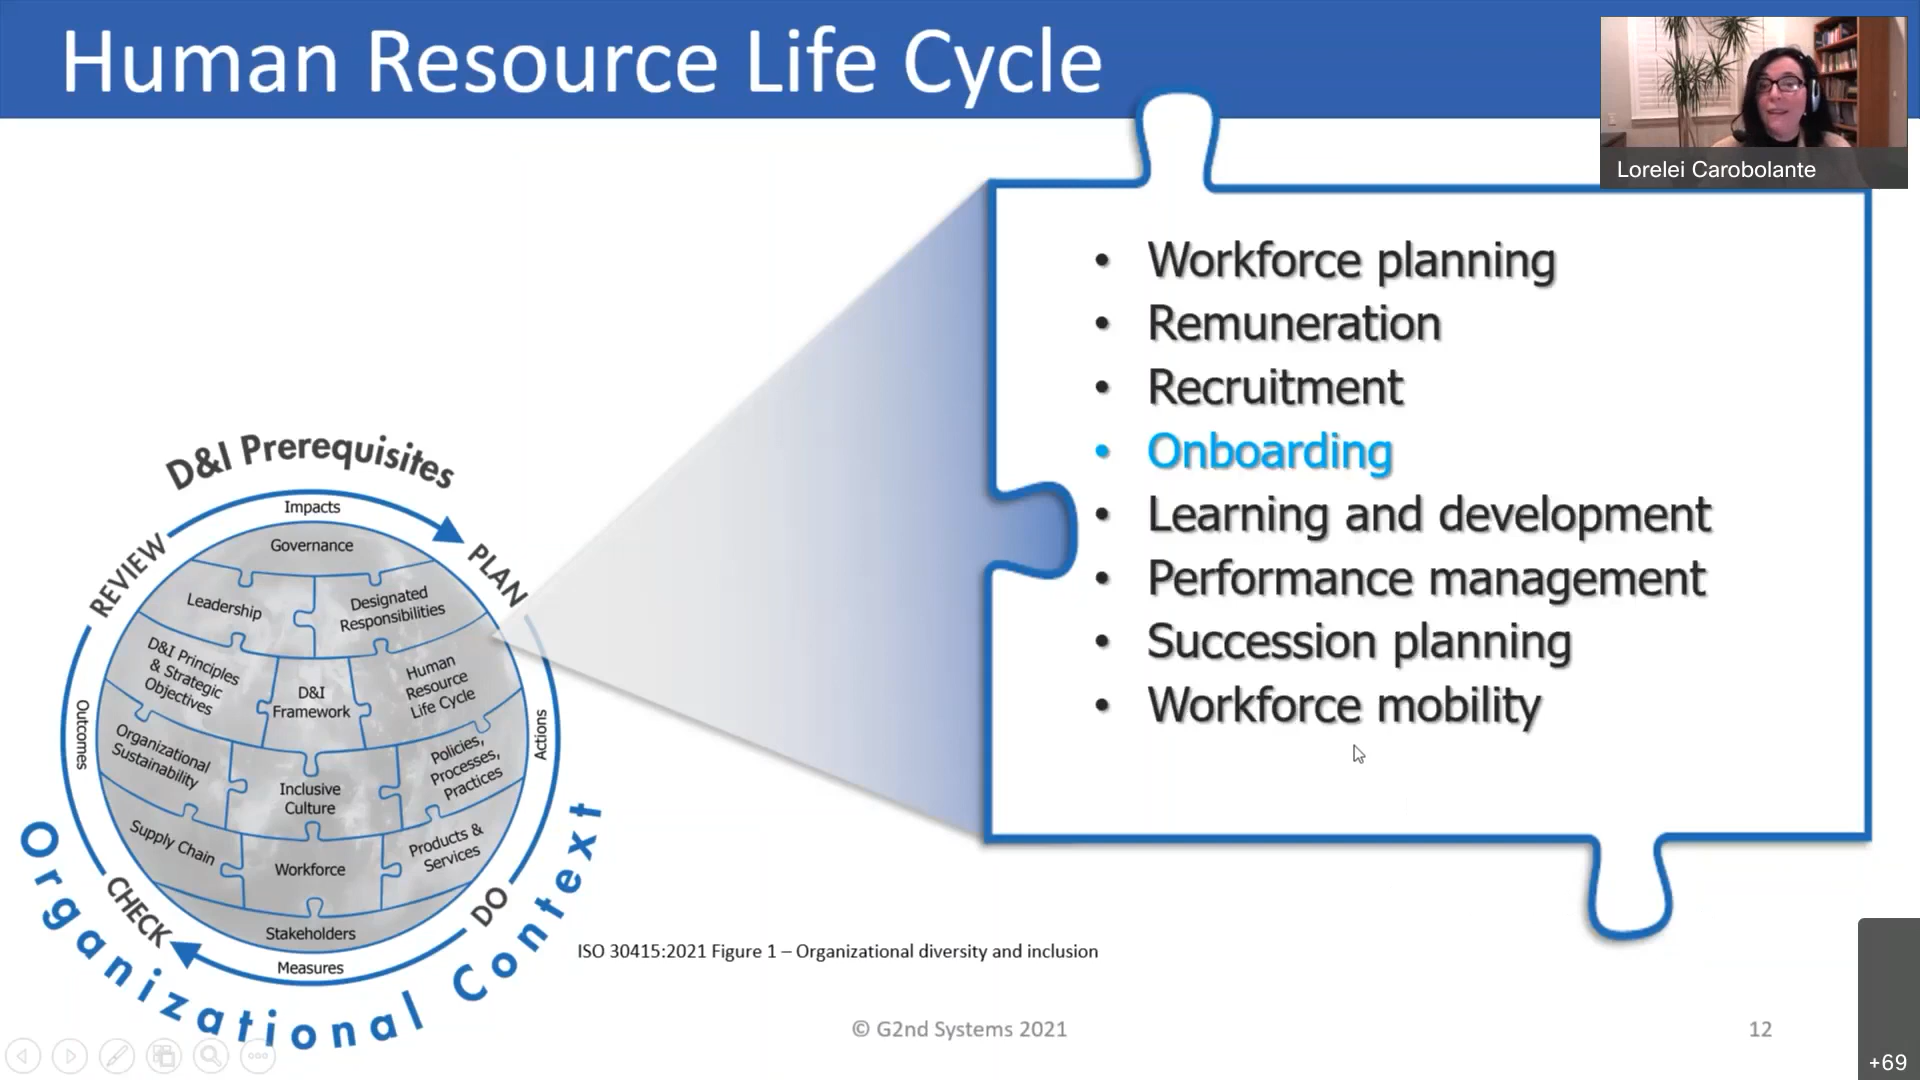 Human Resource Life Cycle
Lorelei Carobolante
• Workforce planning
• Remuneration
• Recruitment
• Onboarding
• Learning and development
• Performance management
• Succession planning
• Workforce mobility
D&I Prerequisites
Impacts
REVIEW
PLAN
Governance
Leadership
Designated
Responsibilities
D&I Principles
& Strategic
Objectives
D&I
Framework
Human
Resource
Life Cycle
Outcomes
Actions
Organizational
Sustainability
Inclusive
Culture
Policies,
Processes,
Practices
Supply Chain
Workforce
Products &
Services
Stakeholders
CHECK
DO
Measures
Organizational Context
ISO 30415:2021 Figure 1 – Organizational diversity and inclusion
© G2nd Systems 2021
12
+69